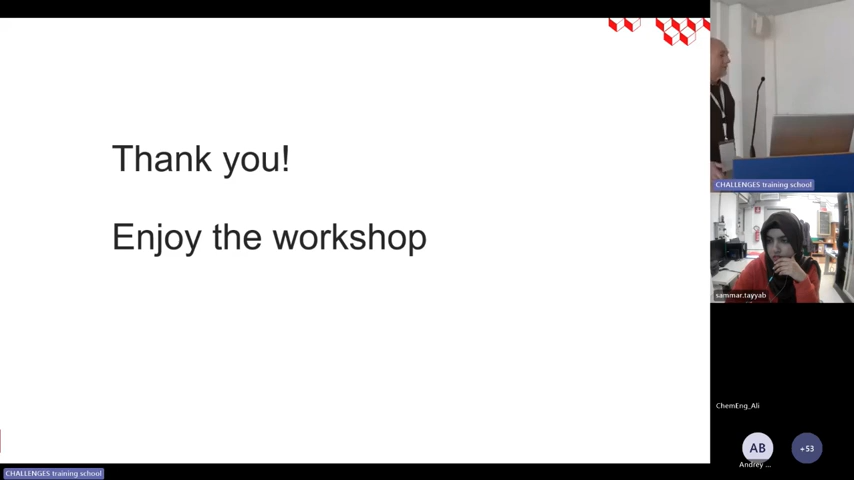 Thank you!
Enjoy the workshop
CHALLENGES training school
sammar.tayyab
ChemEng_Ali
AB
+53
Andrey ...
CHALLENGES training school